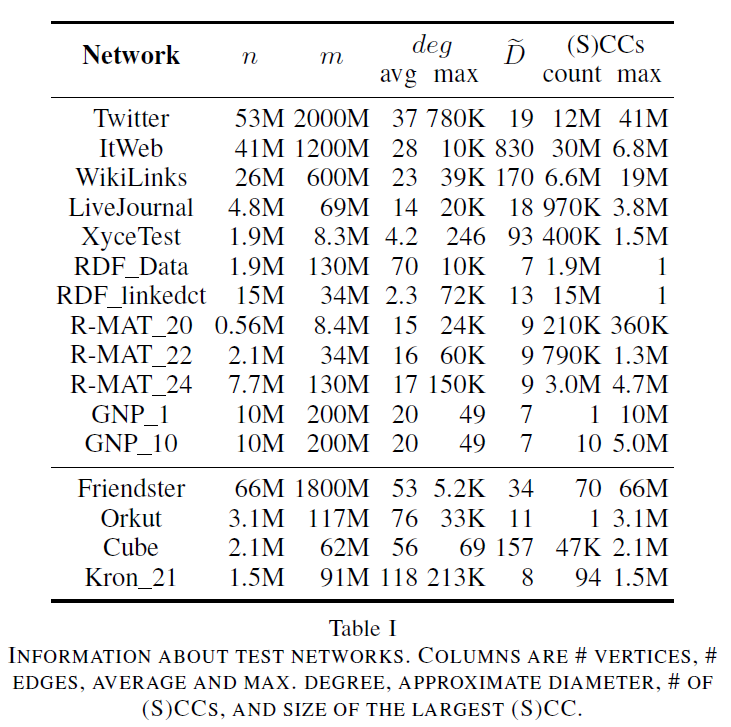 Network n m deg D̃ (S)CCs
avg max count max
Twitter 53M 2000M 37 780K 19 12M 41M
ItWeb 41M 1200M 28 10K 830 30M 6.8M
WikiLinks 26M 600M 23 39K 170 6.6M 19M
LiveJournal 4.8M 69M 14 20K 18 970K 3.8M
XyceTest 1.9M 8.3M 4.2 246 93 400K 1.5M
RDF_Data 1.9M 130M 70 10K 7 1.9M 1
RDF_linkedct 15M 34M 2.3 72K 13 15M 1
R-MAT_20 0.56M 8.4M 15 24K 9 210K 360K
R-MAT_22 2.1M 34M 16 60K 9 790K 1.3M
R-MAT_24 7.7M 130M 17 150K 9 3.0M 4.7M
GNP_1 10M 200M 20 49 7 1 10M
GNP_10 10M 200M 20 49 7 10 5.0M
Friendster 66M 1800M 53 5.2K 34 70 66M
Orkut 3.1M 117M 76 33K 11 1 3.1M
Cube 2.1M 62M 56 69 157 47K 2.1M
Kron_21 1.5M 91M 118 213K 8 94 1.5M
Table I
INFORMATION ABOUT TEST NETWORKS. COLUMNS ARE # VERTICES, #
EDGES, AVERAGE AND MAX. DEGREE, APPROXIMATE DIAMETER, # OF
(S)CCS, AND SIZE OF THE LARGEST (S)CC.